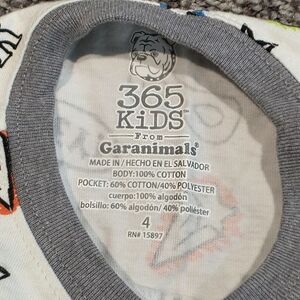 365
KiDS™
From
Garanimals®
MADE IN / HECHO EN EL SALVADOR
BODY: 100% COTTON
POCKET: 60% COTTON/40% POLYESTER
cuerpo: 100% algodón
bolsillo: 60% algodón/ 40% poliéster
4
RN# 15897